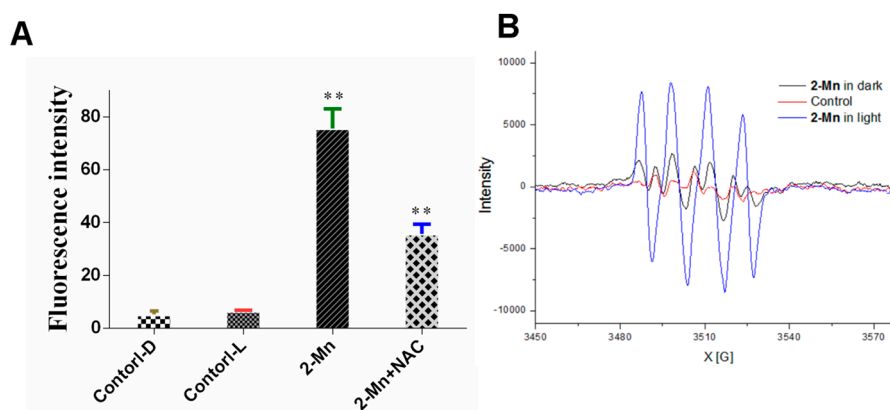 A
Fluorescence intensity
80
60
40
20
0
**
**
Contorl-D
Contorl-L
2-Mn
2-Mn+NAC
B
Intensity
10000
5000
0
-5000
-10000
2-Mn in dark
Control
2-Mn in light
3450
3480
3510
3540
3570
X [G]